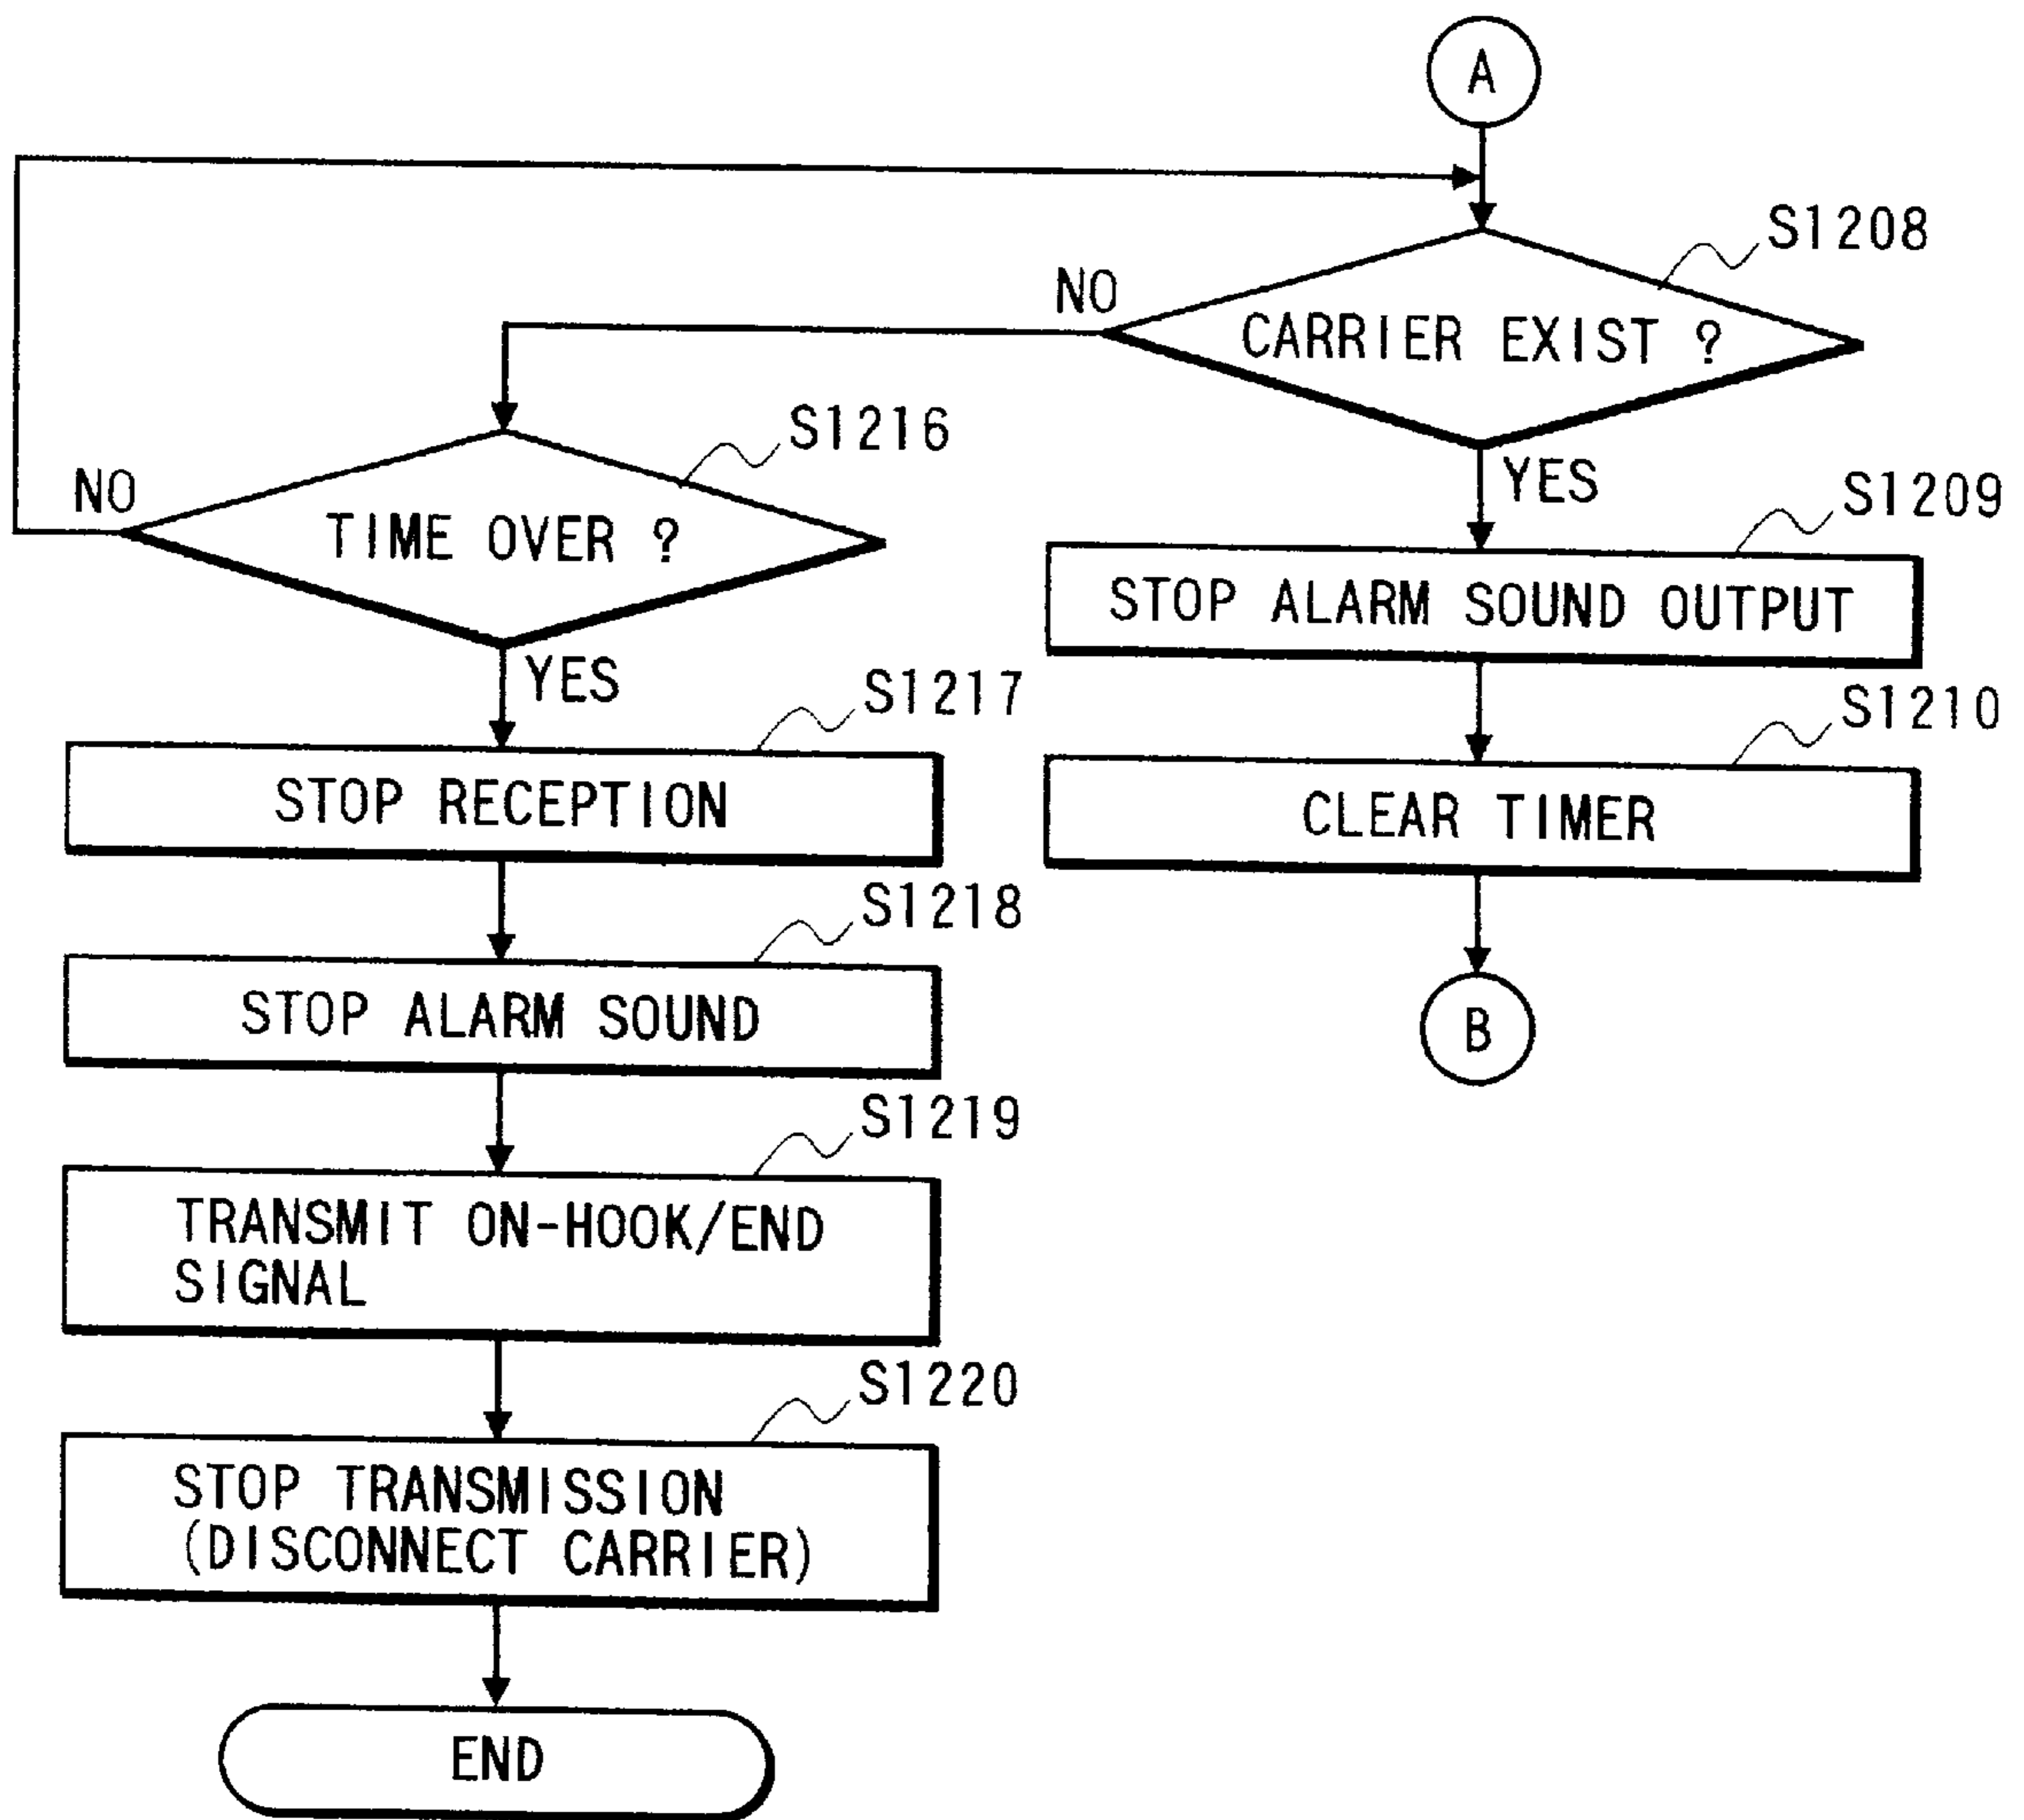 A
S1208
NO
CARRIER EXIST ?
YES
S1216
NO
TIME OVER ?
YES
S1209
STOP ALARM SOUND OUTPUT
S1210
CLEAR TIMER
B
S1217
STOP RECEPTION
S1218
STOP ALARM SOUND
S1219
TRANSMIT ON-HOOK/END
SIGNAL
S1220
STOP TRANSMISSION
(DISCONNECT CARRIER)
END